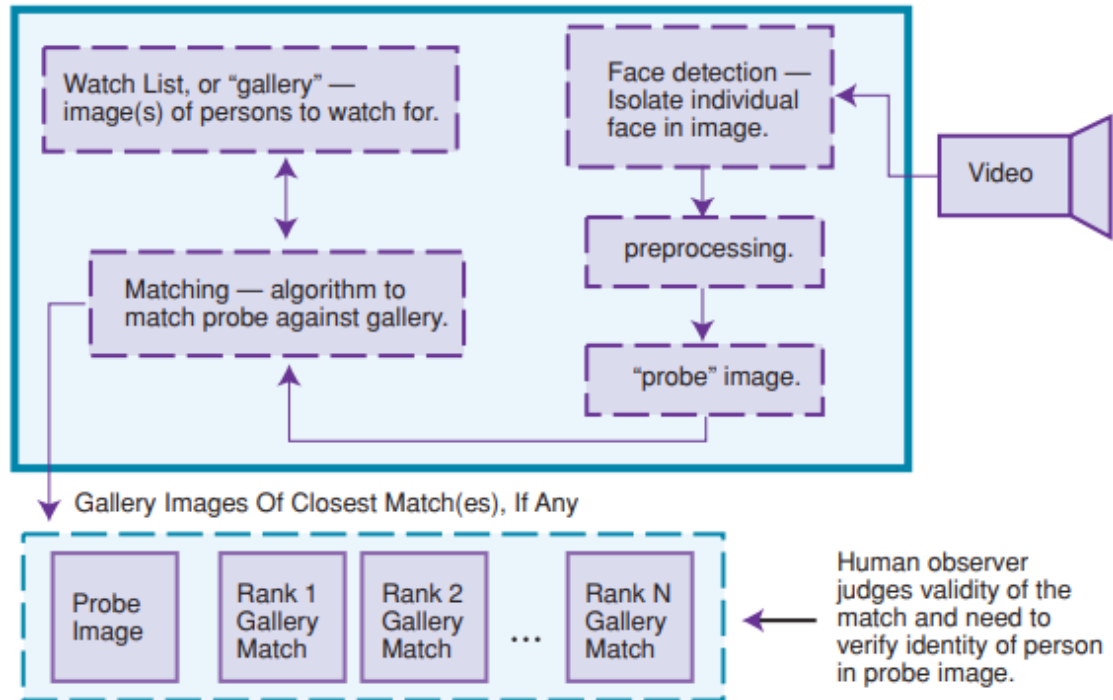 Watch List, or “gallery” —
image(s) of persons to watch for.
Face detection —
Isolate individual
face in image.
Video
preprocessing.
Matching — algorithm to
match probe against gallery.
“probe” image.
Gallery Images Of Closest Match(es), If Any
Probe
Image
Rank 1
Gallery
Match
Rank 2
Gallery
Match
...
Rank N
Gallery
Match
Human observer
judges validity of the
match and need to
verify identity of person
in probe image.